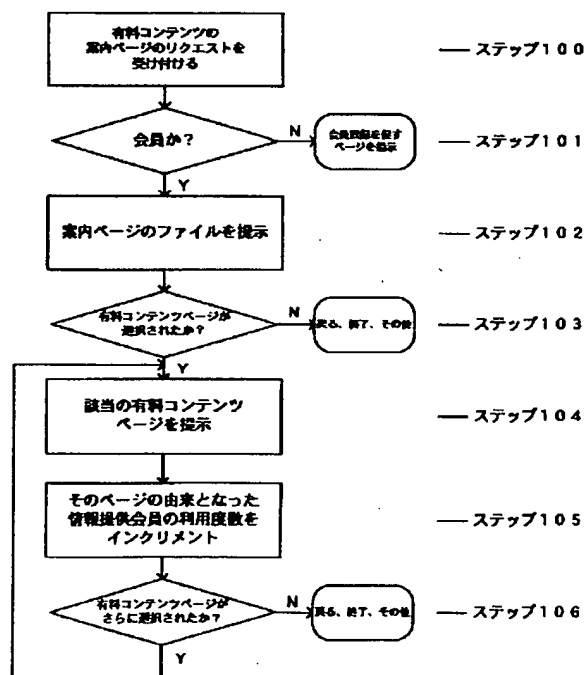 有料コンテンツの
案内ページのリクエストを
受け付ける
ステップ100
会員か?
N
会員登録を促す
ページを提示
ステップ101
Y
案内ページのファイルを提示
ステップ102
有料コンテンツページが
選択されたか?
N
戻る、終了、その後
ステップ103
Y
該当の有料コンテンツ
ページを提示
ステップ104
そのページの由来となった
情報提供会員の利用度数を
インクリメント
ステップ105
有料コンテンツページが
さらに選択されたか?
N
戻る、終了、その後
ステップ106
Y